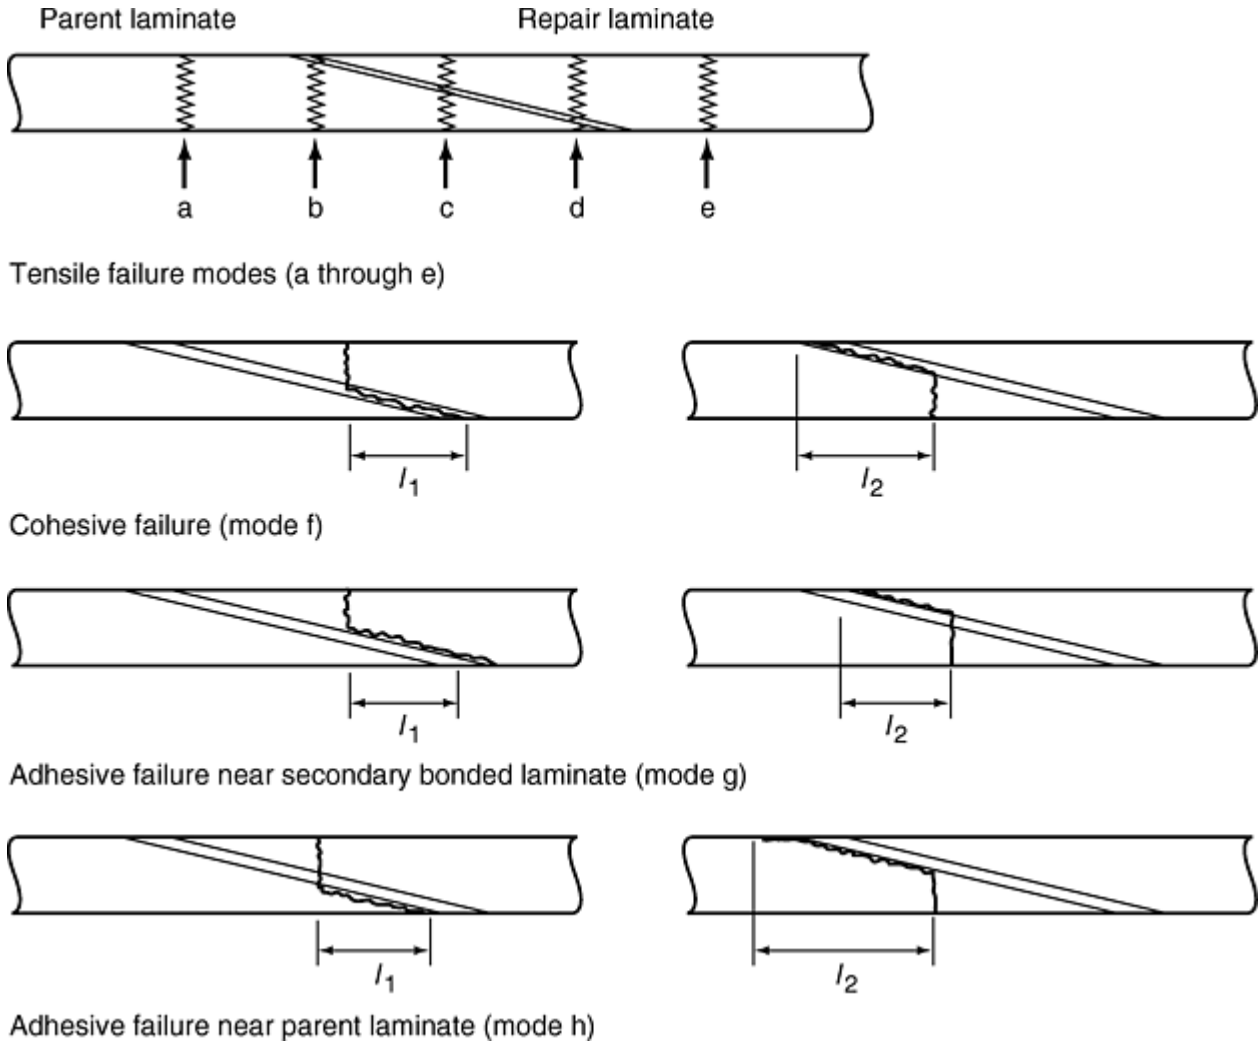 Parent laminate Repair laminate
a b c d e
Tensile failure modes (a through e)
l1 l2
Cohesive failure (mode f)
l1 l2
Adhesive failure near secondary bonded laminate (mode g)
l1 l2
Adhesive failure near parent laminate (mode h)